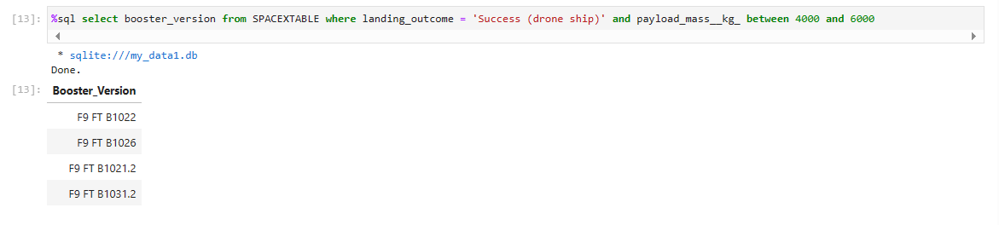 [13]: %sql select booster_version from SPACEXTABLE where landing_outcome = 'Success (drone ship)' and payload_mass__kg_ between 4000 and 6000
* sqlite:///my_data1.db
Done.
[13]: Booster_Version
F9 FT B1022
F9 FT B1026
F9 FT B1021.2
F9 FT B1031.2